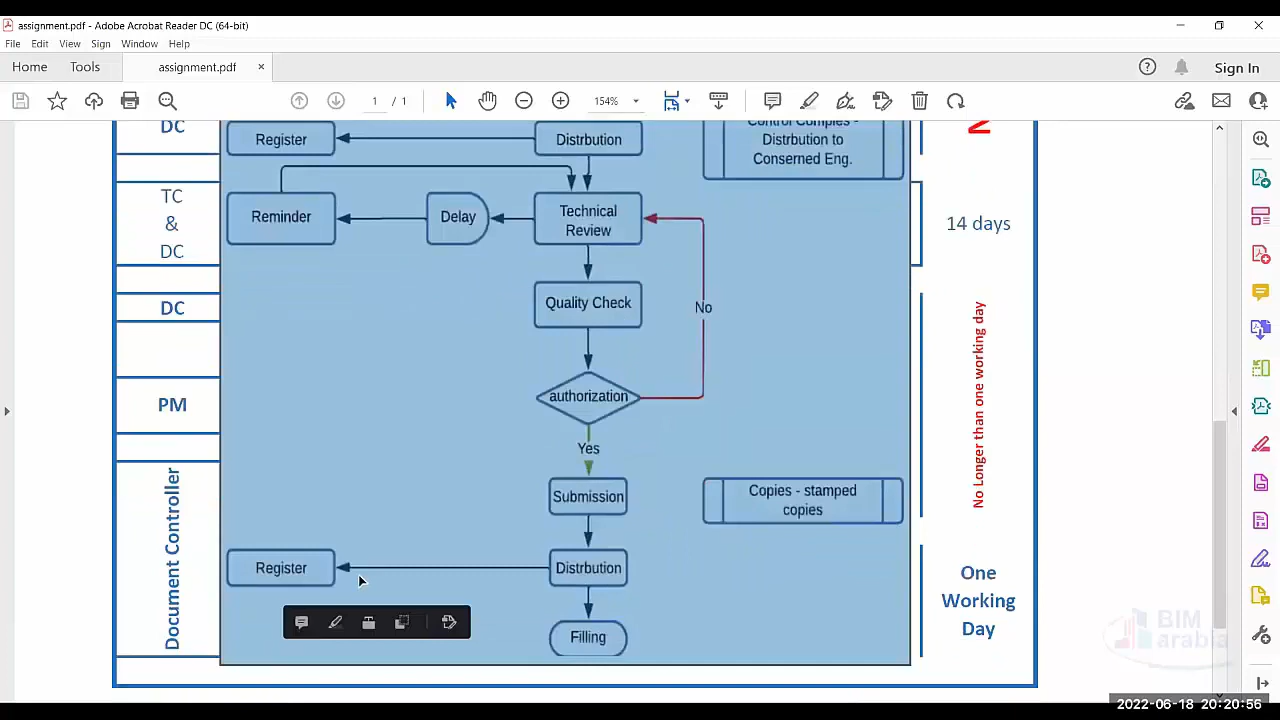 assignment.pdf - Adobe Acrobat Reader DC (64-bit)
File Edit View Sign Window Help
Home Tools assignment.pdf × Sign In
1 / 1 154%
DC
Register
Distrbution
Control Compies -
Distrbution to
Conserned Eng.
TC
&
DC
Reminder
Delay
Technical
Review
14 days
DC
Quality Check
No
No Longer than one working day
PM
authorization
Yes
Document Controller
Submission
Copies - stamped
copies
Register
Distrbution
One
Working
Day
Filling
BIM
arabia
2022-06-18 20:20:56